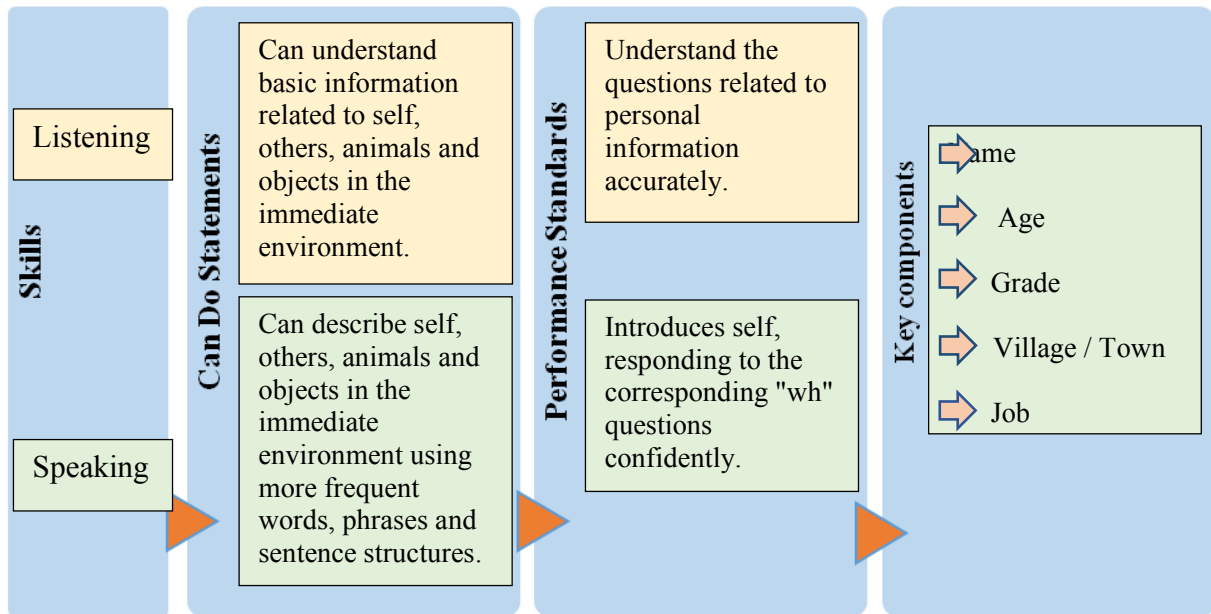 Skills
Listening
Speaking
Can Do Statements
Can understand
basic information
related to self,
others, animals and
objects in the
immediate
environment.
Can describe self,
others, animals and
objects in the
immediate
environment using
more frequent
words, phrases and
sentence structures.
Performance Standards
Understand the
questions related to
personal
information
accurately.
Introduces self,
responding to the
corresponding "wh"
questions
confidently.
Key components
Name
Age
Grade
Village / Town
Job